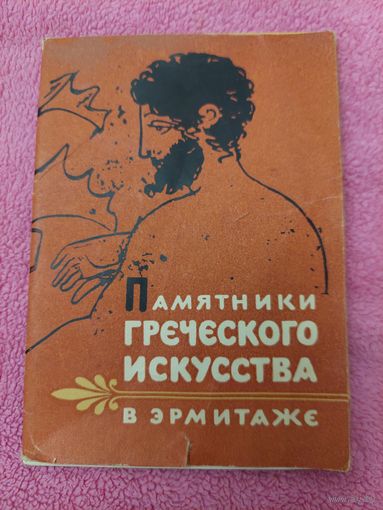 Памятники
греческого
искусства
в Эрмитаже